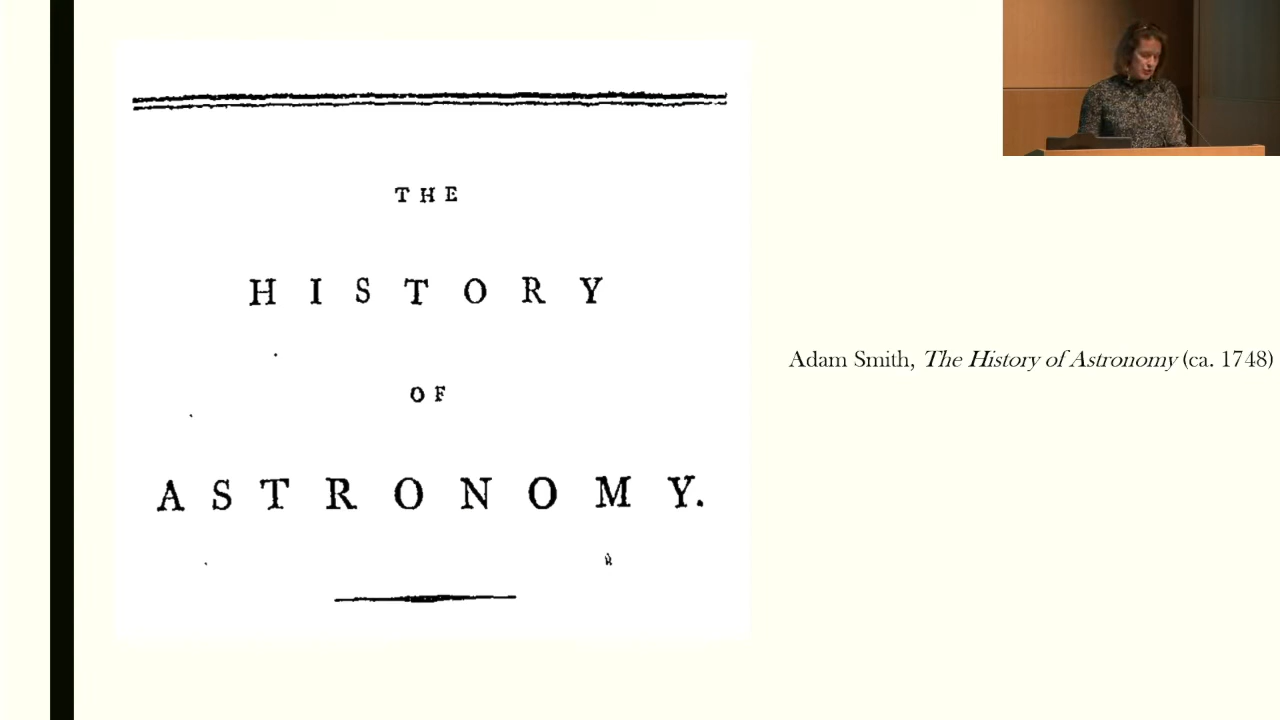 THE
HISTORY
OF
ASTRONOMY.
Adam Smith, The History of Astronomy (ca. 1748)